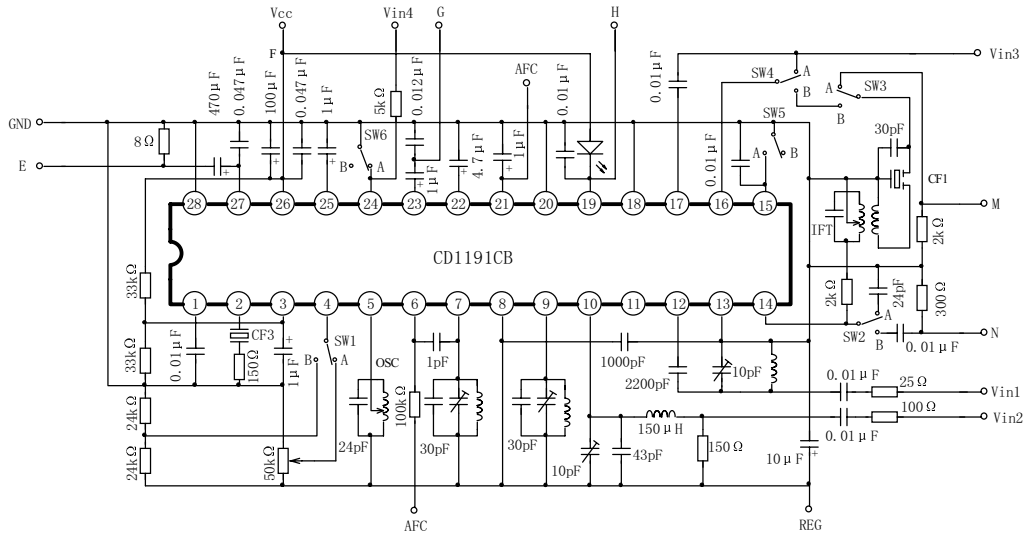 Vcc
Vin4
G
H
F
AFC
Vin3
470μF
0.047μF
100μF
0.047μF
1μF
5kΩ
0.012μF
0.01μF
0.01μF
SW4
A
B
A
SW3
B
GND
8Ω
SW6
B
A
1μF
4.7μF
1μF
0.01μF
SW5
A
B
30pF
CF1
E
M
28
27
26
25
24
23
22
21
20
19
18
17
16
15
IFT
2kΩ
CD1191CB
33kΩ
2kΩ
24pF
300Ω
1
2
3
4
5
6
7
8
9
10
11
12
13
14
A
SW2
B
0.01μF
N
33kΩ
0.01μF
CF3
150Ω
1μF
SW1
B
A
OSC
1pF
1000pF
10pF
2200pF
0.01μF
25Ω
Vin1
24kΩ
24pF
100kΩ
30pF
30pF
150μH
0.01μF
100Ω
Vin2
24kΩ
50kΩ
10pF
43pF
150Ω
10μF
AFC
REG